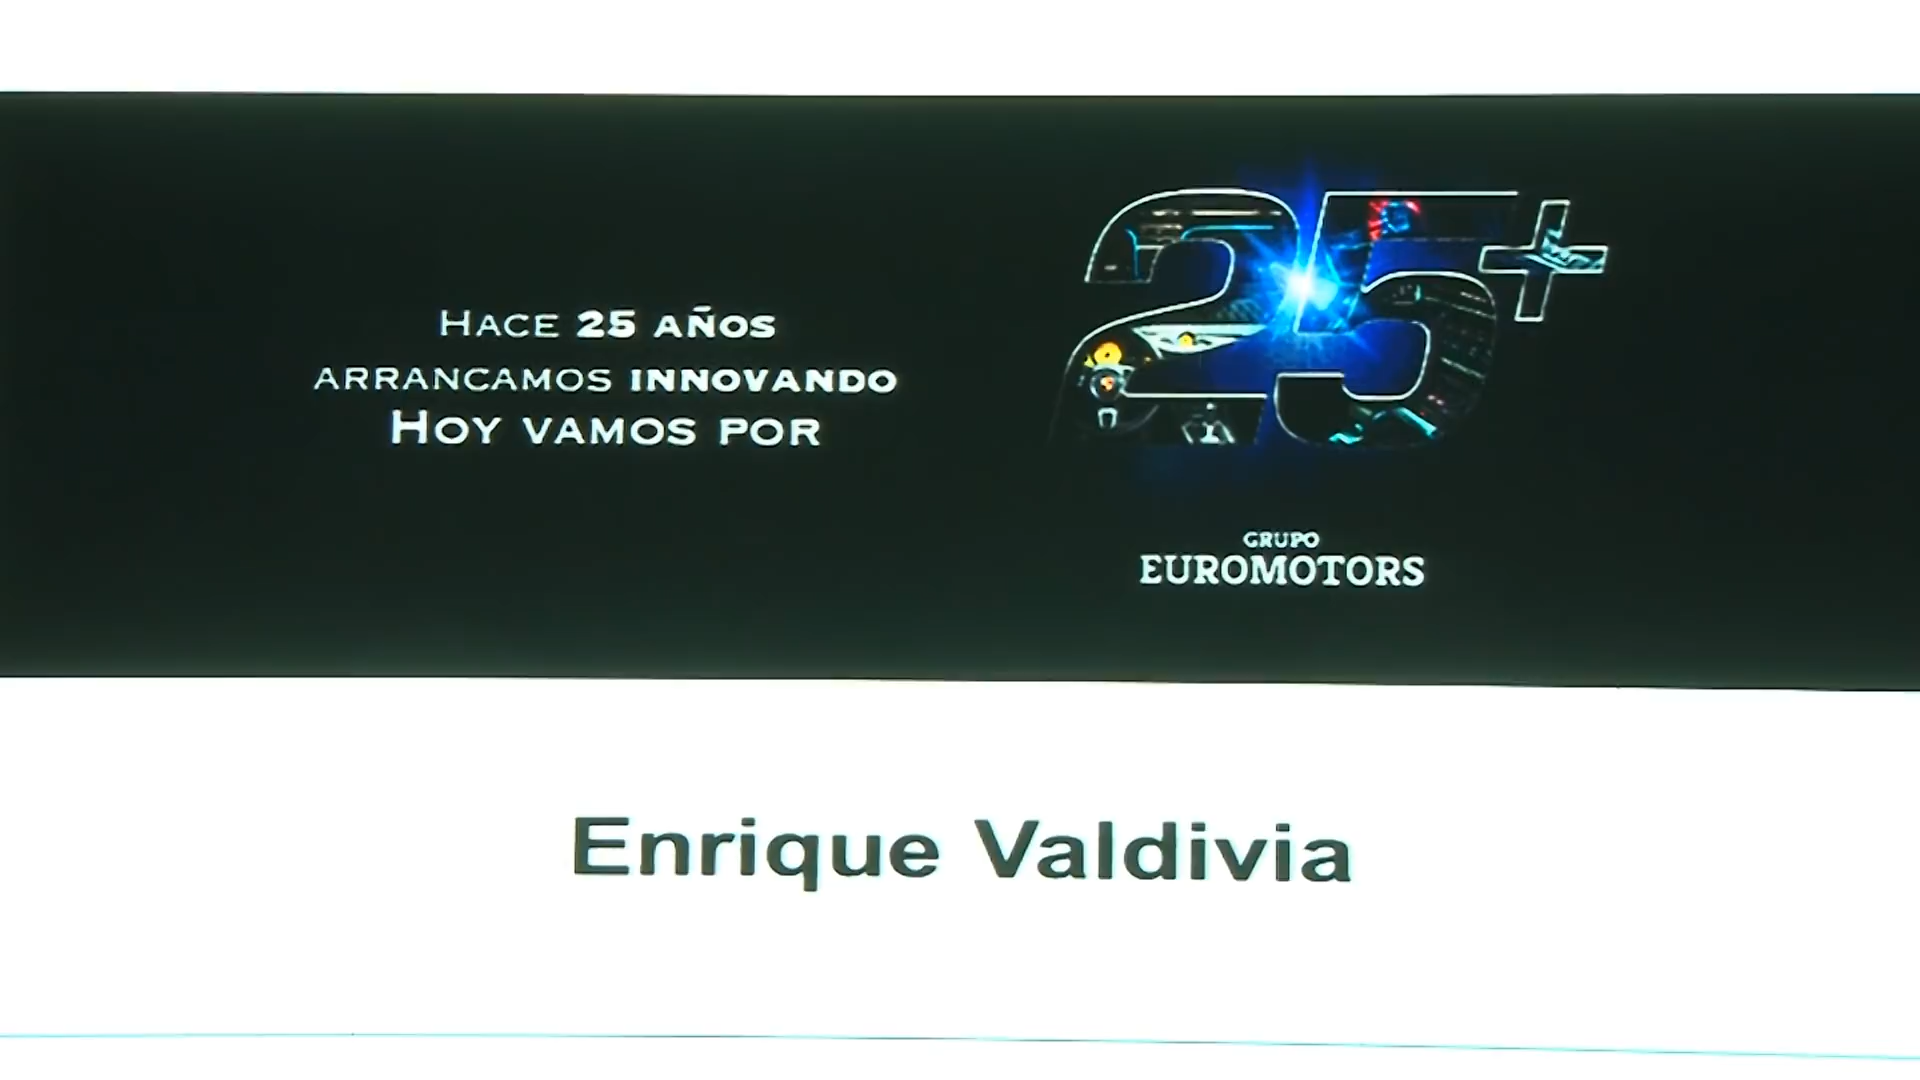 HACE 25 AÑOS
ARRANCAMOS INNOVANDO
HOY VAMOS POR
25+
GRUPO
EUROMOTORS
Enrique Valdivia